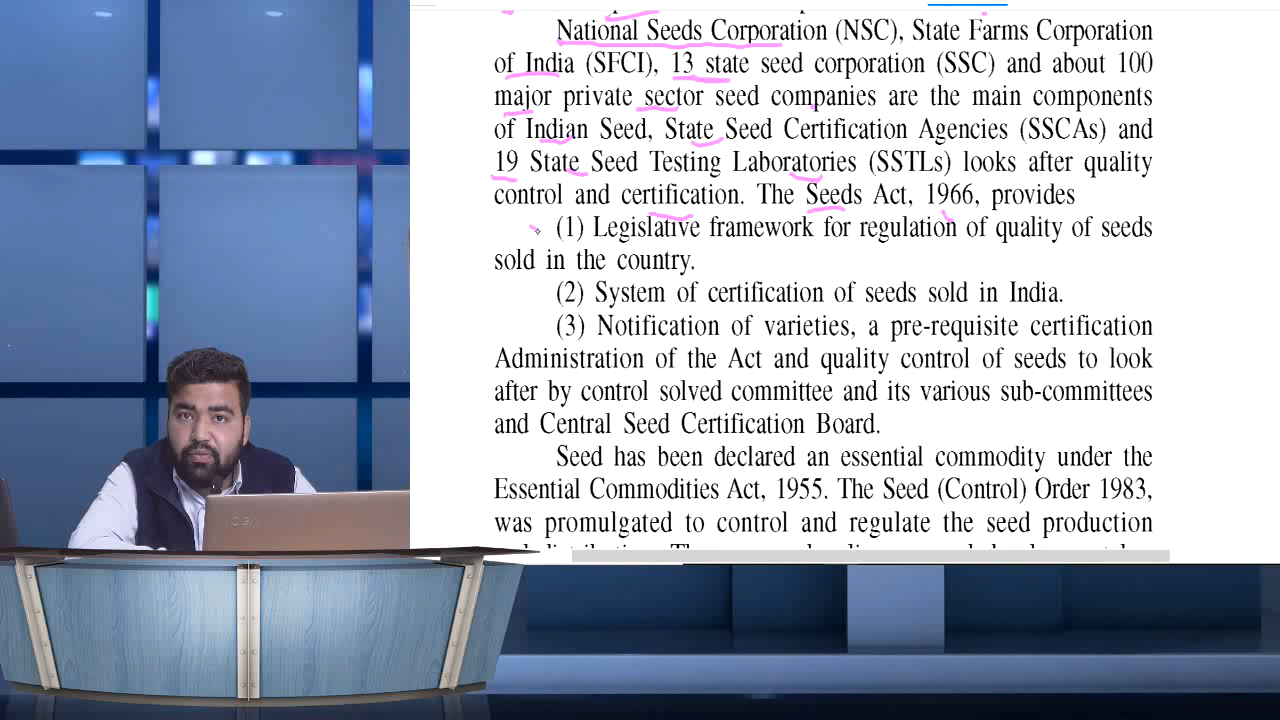 National Seeds Corporation (NSC), State Farms Corporation
of India (SFCI), 13 state seed corporation (SSC) and about 100
major private sector seed companies are the main components
of Indian Seed, State Seed Certification Agencies (SSCAs) and
19 State Seed Testing Laboratories (SSTLs) looks after quality
control and certification. The Seeds Act, 1966, provides
(1) Legislative framework for regulation of quality of seeds
sold in the country.
(2) System of certification of seeds sold in India.
(3) Notification of varieties, a pre-requisite certification
Administration of the Act and quality control of seeds to look
after by control solved committee and its various sub-committees
and Central Seed Certification Board.
Seed has been declared an essential commodity under the
Essential Commodities Act, 1955. The Seed (Control) Order 1983,
was promulgated to control and regulate the seed production